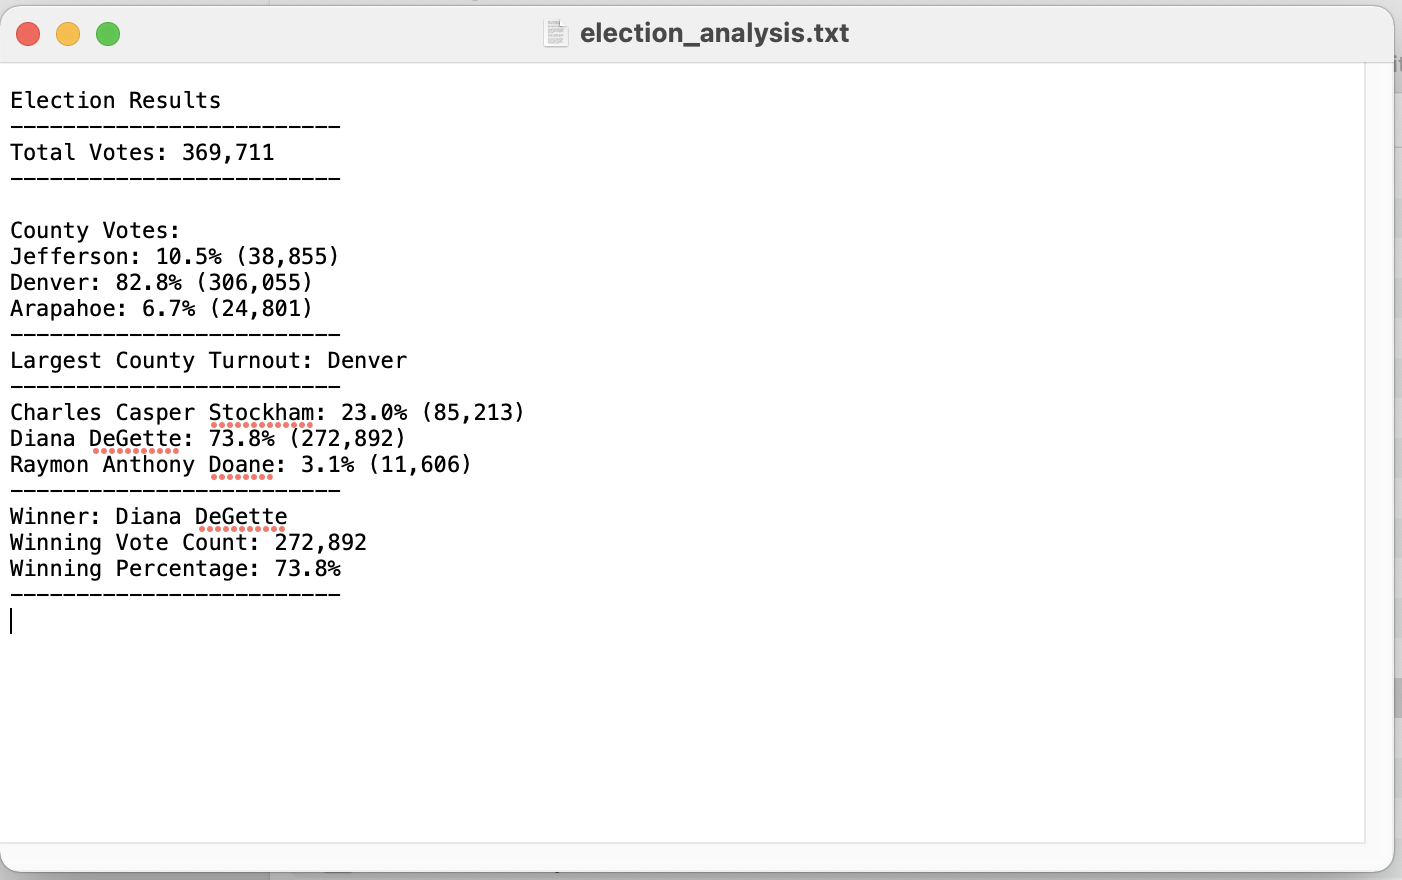 election_analysis.txt
Election Results
-------------------------
Total Votes: 369,711
-------------------------
County Votes:
Jefferson: 10.5% (38,855)
Denver: 82.8% (306,055)
Arapahoe: 6.7% (24,801)
-------------------------
Largest County Turnout: Denver
-------------------------
Charles Casper Stockham: 23.0% (85,213)
Diana DeGette: 73.8% (272,892)
Raymon Anthony Doane: 3.1% (11,606)
-------------------------
Winner: Diana DeGette
Winning Vote Count: 272,892
Winning Percentage: 73.8%
-------------------------